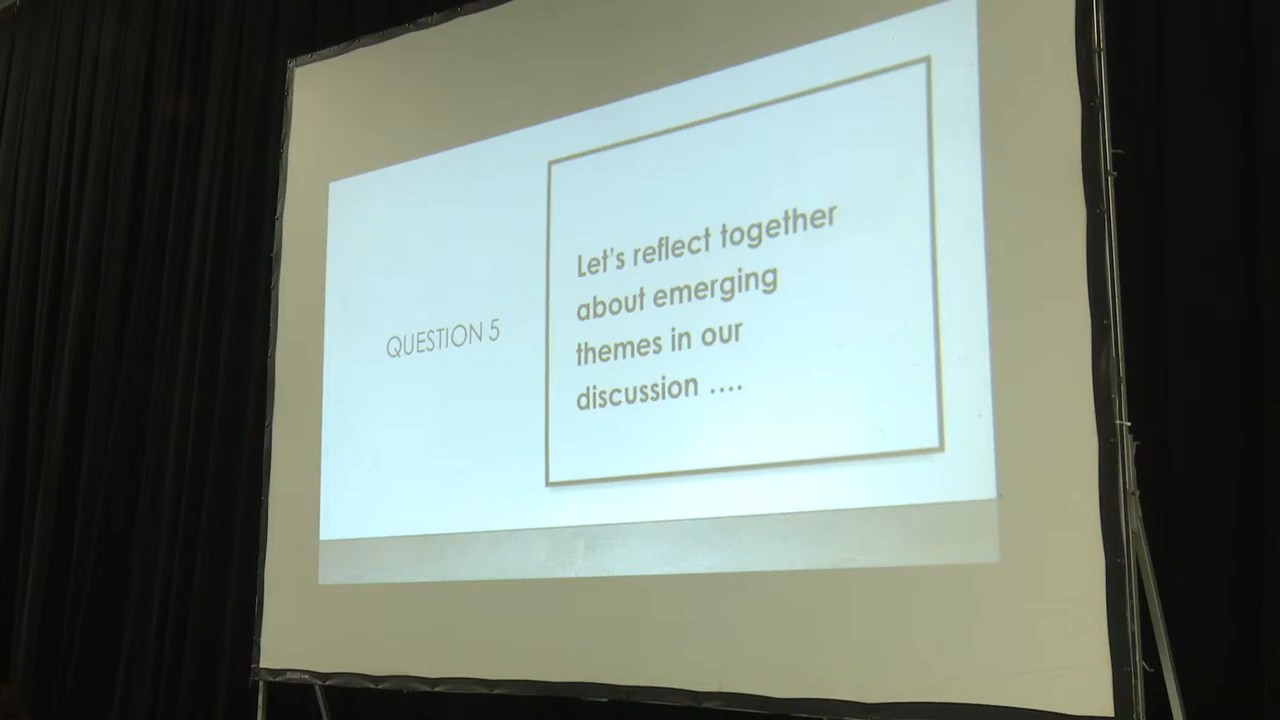 QUESTION 5
Let's reflect together
about emerging
themes in our
discussion ....